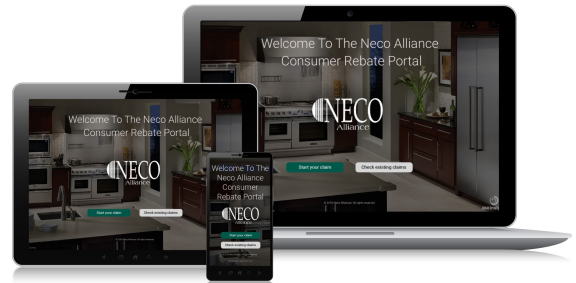 Welcome To The Neco Alliance
Consumer Rebate Portal
NECO
Alliance
Start your claim
Check existing claims
Welcome To The Neco Alliance
Consumer Rebate Portal
NECO
Alliance
Start your claim
Check existing claims
Welcome To The
Neco Alliance
Consumer
Rebate Portal
NECO
Alliance
Start your claim
Check existing claims